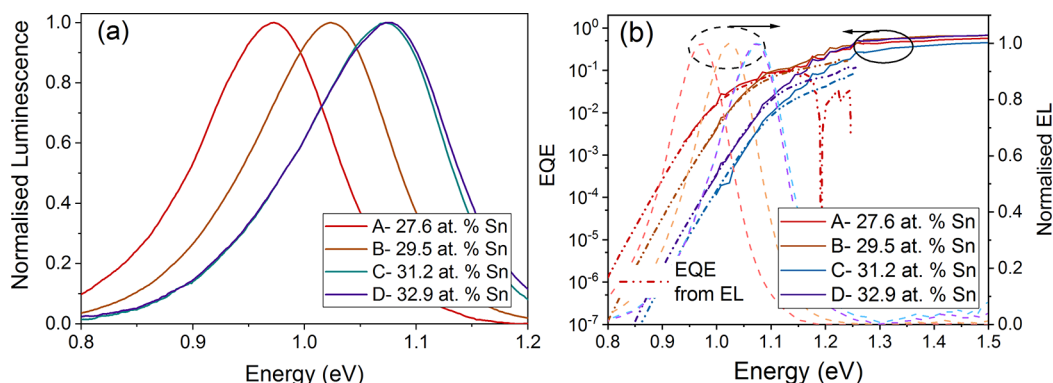 (a)
Normalised Luminescence
1.0
0.8
0.6
0.4
0.2
0.0
A- 27.6 at. % Sn
B- 29.5 at. % Sn
C- 31.2 at. % Sn
D- 32.9 at. % Sn
0.8 0.9 1.0 1.1 1.2
Energy (eV)
(b)
EQE
10⁰
10⁻¹
10⁻²
10⁻³
10⁻⁴
10⁻⁵
10⁻⁶
10⁻⁷
EQE
from EL
A- 27.6 at. % Sn
B- 29.5 at. % Sn
C- 31.2 at. % Sn
D- 32.9 at. % Sn
1.0
0.8
0.6
0.4
0.2
0.0
Normalised EL
0.8 0.9 1.0 1.1 1.2 1.3 1.4 1.5
Energy (eV)